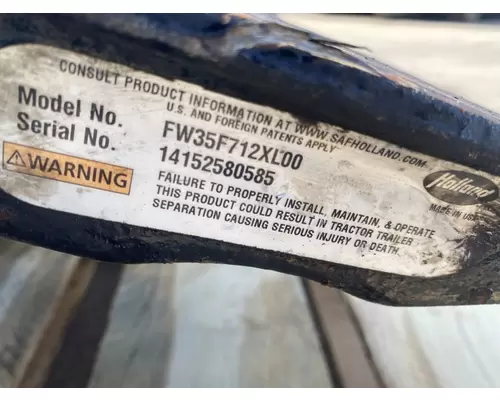 CONSULT PRODUCT INFORMATION AT WWW.SAFHOLLAND.COM
U.S. AND FOREIGN PATENTS APPLY
Model No. FW35F712XL00
Serial No. 14152580585
WARNING
FAILURE TO PROPERLY INSTALL, MAINTAIN, & OPERATE
THIS PRODUCT COULD RESULT IN TRACTOR TRAILER
SEPARATION CAUSING SERIOUS INJURY OR DEATH.
Holland
MADE IN USA